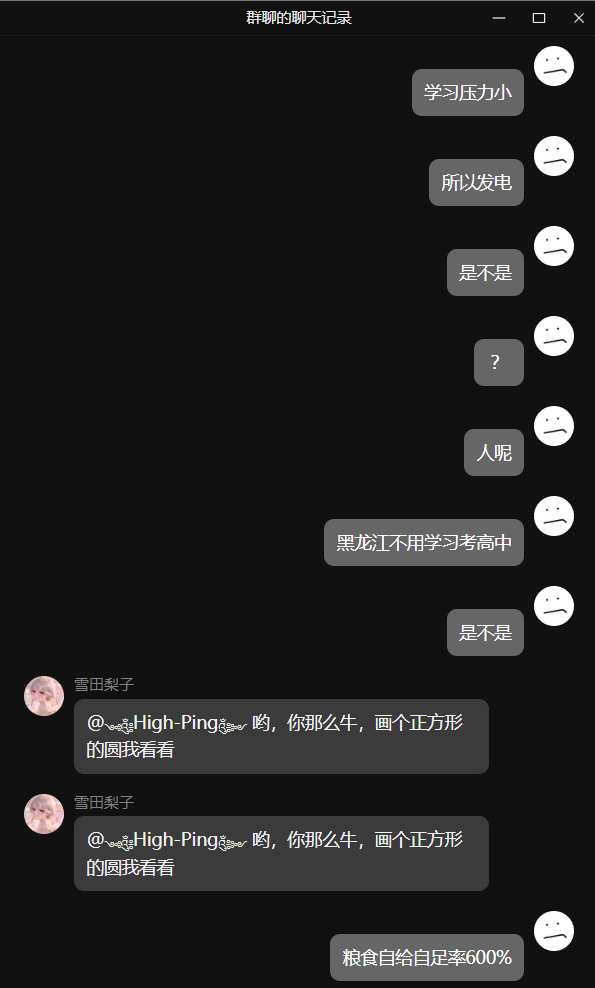 群聊的聊天记录
学习压力小
所以发电
是不是
？
人呢
黑龙江不用学习考高中
是不是
雪田梨子
@High-Ping 哟，你那么牛，画个正方形
的圆我看看
雪田梨子
@High-Ping 哟，你那么牛，画个正方形
的圆我看看
粮食自给自足率600%